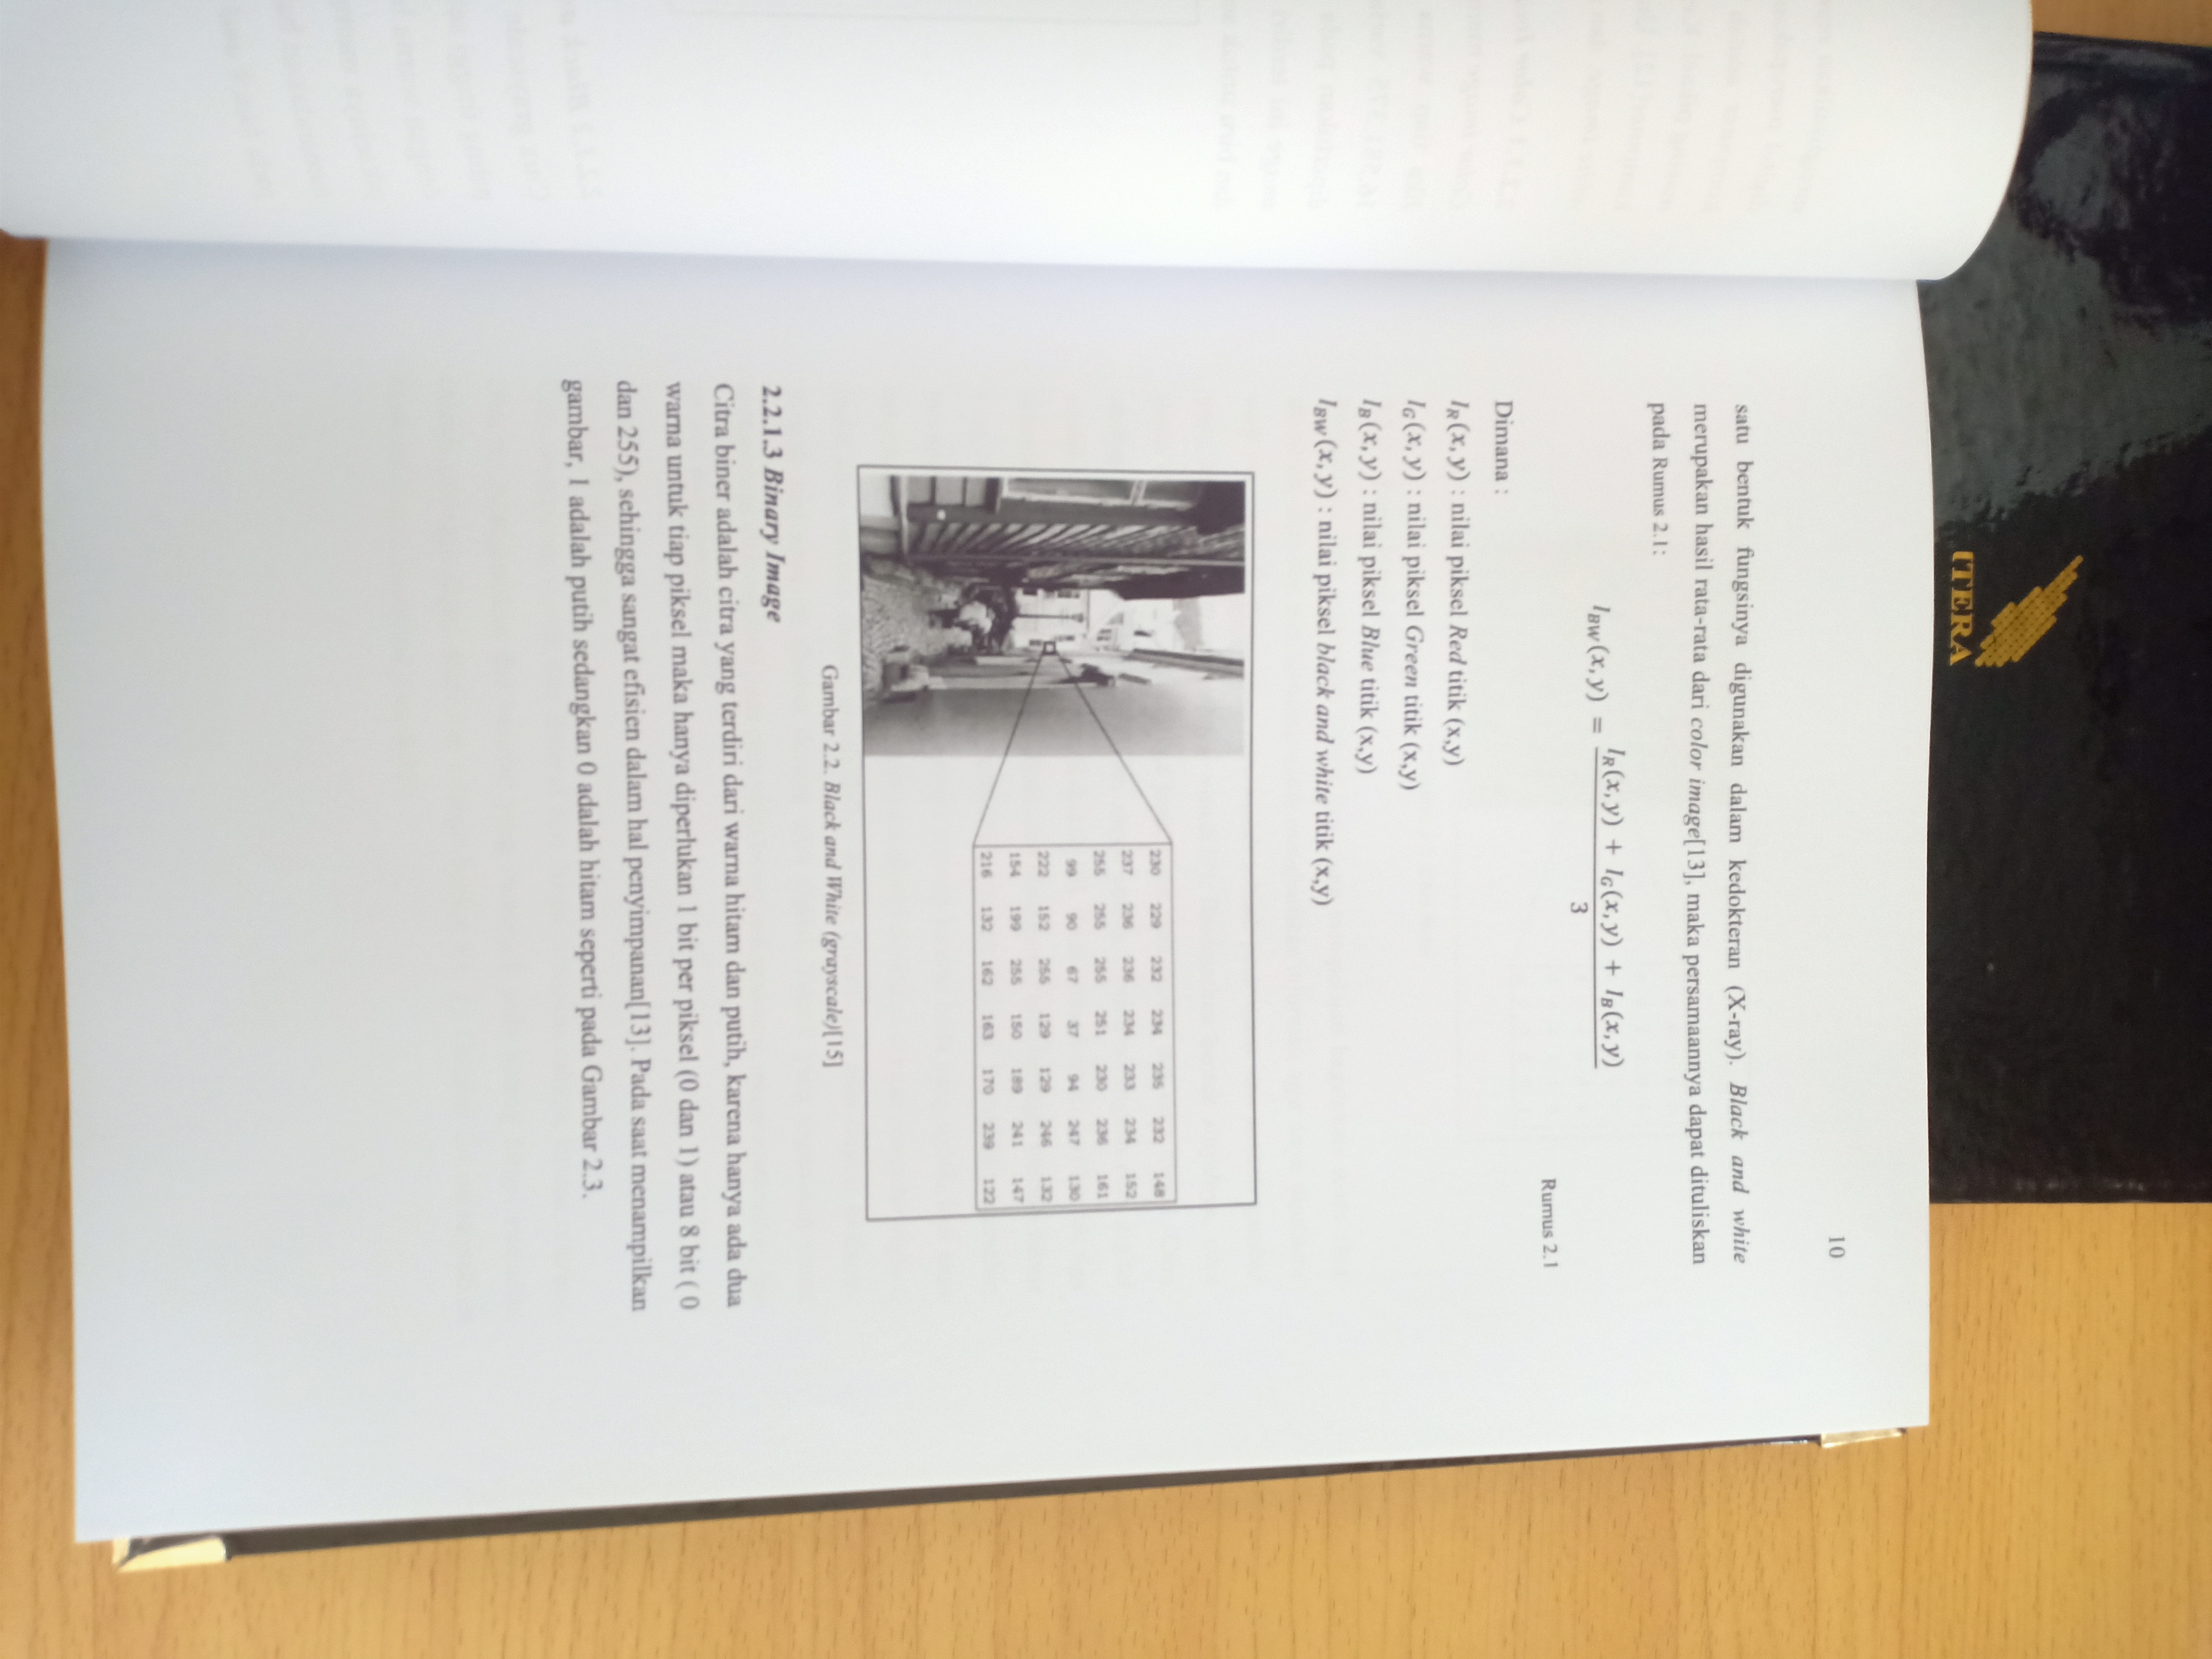 ITERA
10
satu bentuk fungsinya digunakan dalam kedokteran (X-ray). Black and white
merupakan hasil rata-rata dari color image[13], maka persamaannya dapat dituliskan
pada Rumus 2.1:
I_BW(x,y) = (I_R(x,y) + I_G(x,y) + I_B(x,y)) / 3
Rumus 2.1
Dimana :
I_R(x,y) : nilai piksel Red titik (x,y)
I_G(x,y) : nilai piksel Green titik (x,y)
I_B(x,y) : nilai piksel Blue titik (x,y)
I_BW(x,y) : nilai piksel black and white titik (x,y)
230 229 232 234 235 232 148
237 236 236 234 233 234 152
255 255 255 251 230 236 161
99 90 67 37 94 247 130
222 152 255 129 129 246 132
154 199 255 150 189 241 147
216 132 162 163 170 239 122
Gambar 2.2. Black and White (grayscale)[15]
2.2.1.3 Binary Image
Citra biner adalah citra yang terdiri dari warna hitam dan putih, karena hanya ada dua
warna untuk tiap piksel maka hanya diperlukan 1 bit per piksel (0 dan 1) atau 8 bit ( 0
dan 255), sehingga sangat efisien dalam hal penyimpanan[13]. Pada saat menampilkan
gambar, 1 adalah putih sedangkan 0 adalah hitam seperti pada Gambar 2.3.